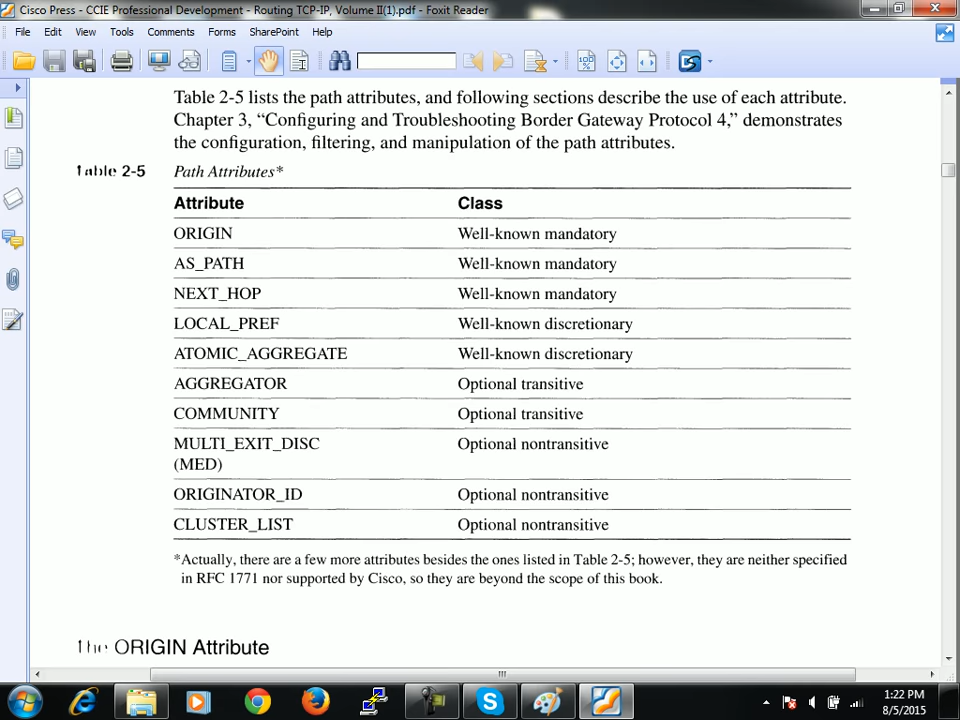 Cisco Press - CCIE Professional Development - Routing TCP-IP, Volume II(1).pdf - Foxit Reader
File Edit View Tools Comments Forms SharePoint Help
Table 2-5 lists the path attributes, and following sections describe the use of each attribute.
Chapter 3, “Configuring and Troubleshooting Border Gateway Protocol 4,” demonstrates
the configuration, filtering, and manipulation of the path attributes.
Table 2-5 Path Attributes*
Attribute Class
ORIGIN Well-known mandatory
AS_PATH Well-known mandatory
NEXT_HOP Well-known mandatory
LOCAL_PREF Well-known discretionary
ATOMIC_AGGREGATE Well-known discretionary
AGGREGATOR Optional transitive
COMMUNITY Optional transitive
MULTI_EXIT_DISC Optional nontransitive
(MED)
ORIGINATOR_ID Optional nontransitive
CLUSTER_LIST Optional nontransitive
*Actually, there are a few more attributes besides the ones listed in Table 2-5; however, they are neither specified
in RFC 1771 nor supported by Cisco, so they are beyond the scope of this book.
The ORIGIN Attribute
1:22 PM
8/5/2015